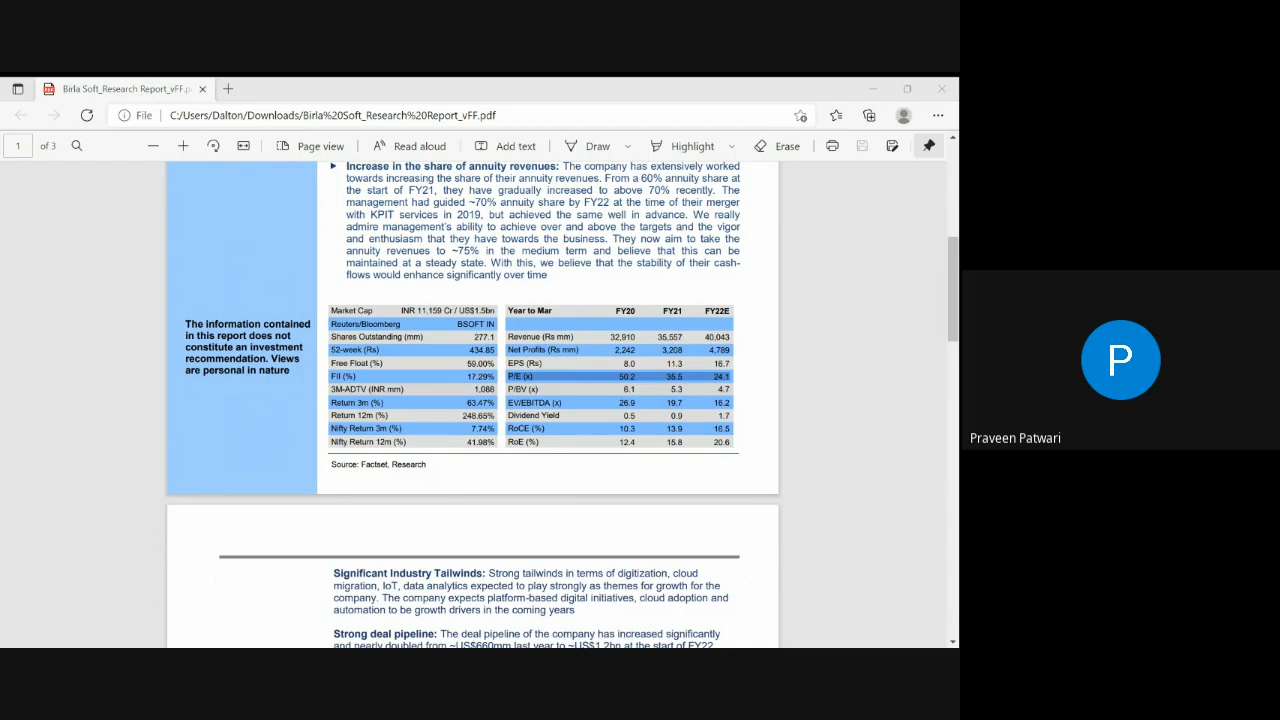 Birla Soft_Research Report_vFF.p
File | C:/Users/Dalton/Downloads/Birla%20Soft_Research%20Report_vFF.pdf
1 of 3 Page view Read aloud Add text Draw Highlight Erase
Increase in the share of annuity revenues: The company has extensively worked
towards increasing the share of their annuity revenues. From a 60% annuity share at
the start of FY21, they have gradually increased to above 70% recently. The
management had guided ~70% annuity share by FY22 at the time of their merger
with KPIT services in 2019, but achieved the same well in advance. We really
admire management's ability to achieve over and above the targets and the vigor
and enthusiasm that they have towards the business. They now aim to take the
annuity revenues to ~75% in the medium term and believe that this can be
maintained at a steady state. With this, we believe that the stability of their cash-
flows would enhance significantly over time
The information contained
in this report does not
constitute an investment
recommendation. Views
are personal in nature
Market Cap INR 11,159 Cr / US$1.5bn
Reuters/Bloomberg BSOFT IN
Shares Outstanding (mm) 277.1
52-week (Rs) 434.85
Free Float (%) 59.00%
FII (%) 17.29%
3M-ADTV (INR mm) 1,088
Return 3m (%) 63.47%
Return 12m (%) 248.65%
Nifty Return 3m (%) 7.74%
Nifty Return 12m (%) 41.98%
Year to Mar FY20 FY21 FY22E
Revenue (Rs mm) 32,910 35,557 40,043
Net Profits (Rs mm) 2,242 3,208 4,789
EPS (Rs) 8.0 11.3 16.7
P/E (x) 50.2 35.5 24.1
P/BV (x) 6.1 5.3 4.7
EV/EBITDA (x) 26.9 19.7 16.2
Dividend Yield 0.5 0.9 1.7
RoCE (%) 10.3 13.9 16.5
RoE (%) 12.4 15.8 20.6
Source: Factset, Research
Significant Industry Tailwinds: Strong tailwinds in terms of digitization, cloud
migration, IoT, data analytics expected to play strongly as themes for growth for the
company. The company expects platform-based digital initiatives, cloud adoption and
automation to be growth drivers in the coming years
Strong deal pipeline: The deal pipeline of the company has increased significantly
and nearly doubled from ~US$660mm last year to ~US$1.2bn at the start of FY22
P
Praveen Patwari